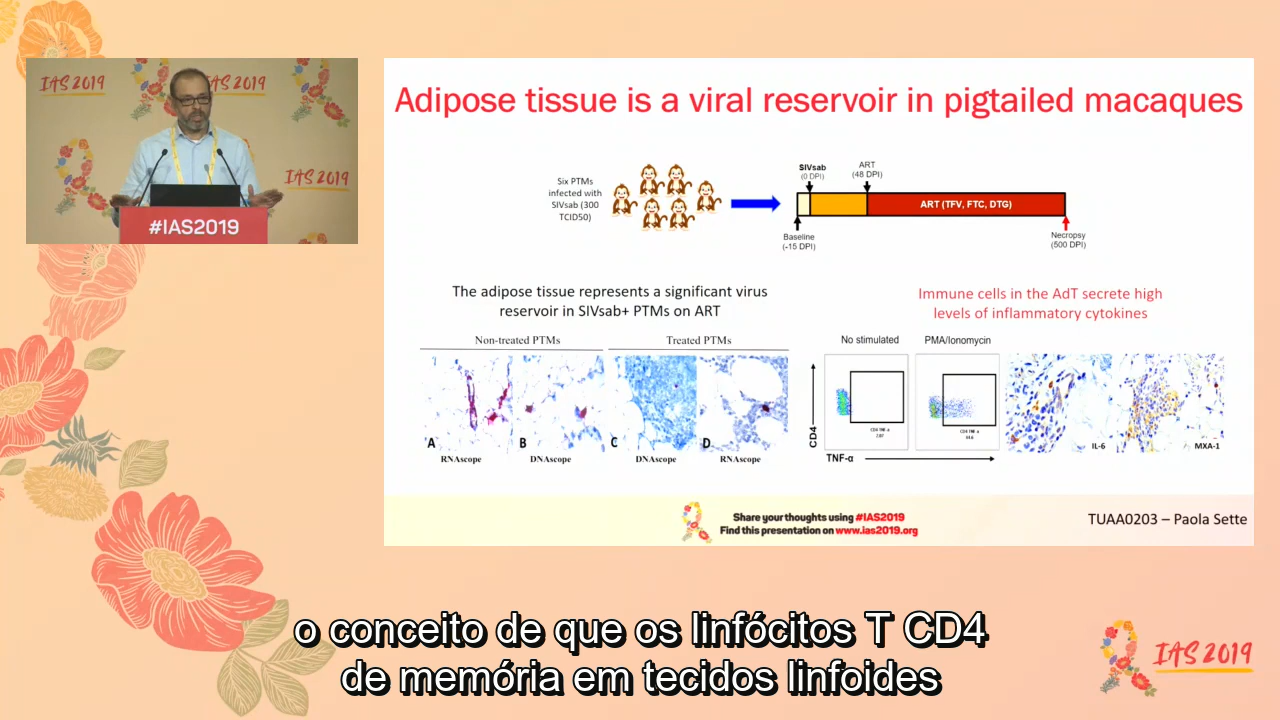 IAS 2019
IAS 2019
IAS 2019
#IAS2019
Adipose tissue is a viral reservoir in pigtailed macaques
Six PTMs
infected with
SIVsab (300
TCID50)
SIVsab
(0 DPI)
ART
(48 DPI)
ART (TFV, FTC, DTG)
Baseline
(-15 DPI)
Necropsy
(500 DPI)
The adipose tissue represents a significant virus
reservoir in SIVsab+ PTMs on ART
Non-treated PTMs
Treated PTMs
A
B
C
D
RNAscope
DNAscope
DNAscope
RNAscope
Immune cells in the AdT secrete high
levels of inflammatory cytokines
No stimulated
PMA/Ionomycin
CD4
TNF-α
IL-6
MXA-1
Share your thoughts using #IAS2019
Find this presentation on www.ias2019.org
TUAA0203 – Paola Sette
o conceito de que os linfócitos T CD4
de memória em tecidos linfoides
IAS 2019